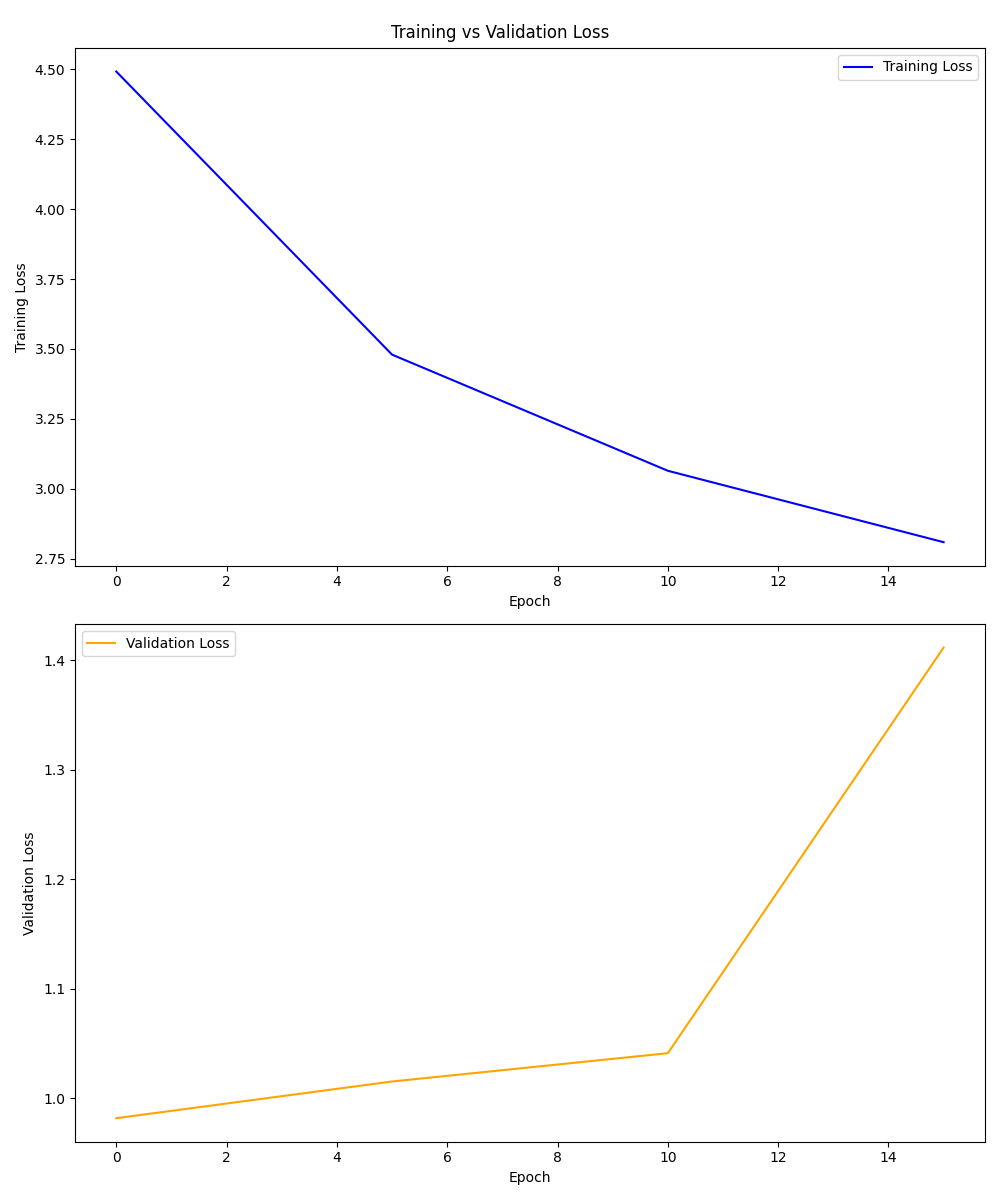 Training vs Validation Loss
Training Loss
4.50
4.25
4.00
3.75
3.50
3.25
3.00
2.75
Training Loss
0 2 4 6 8 10 12 14
Epoch
Validation Loss
1.4
1.3
1.2
1.1
1.0
Validation Loss
0 2 4 6 8 10 12 14
Epoch